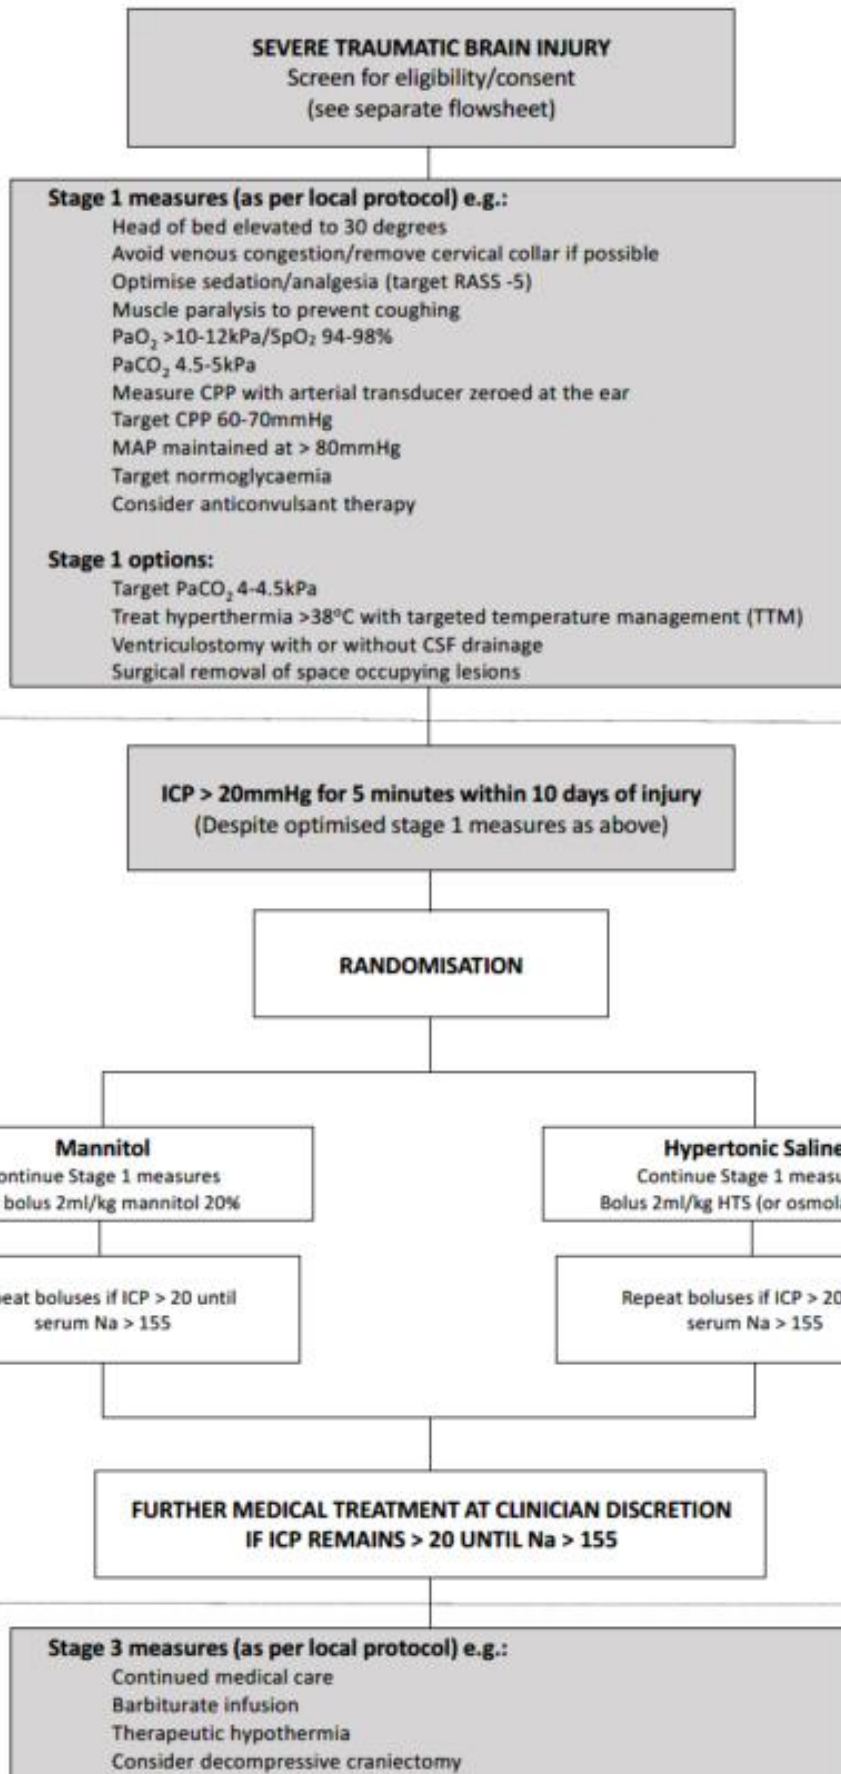 SEVERE TRAUMATIC BRAIN INJURY
Screen for eligibility/consent
(see separate flowsheet)
Stage 1 measures (as per local protocol) e.g.:
Head of bed elevated to 30 degrees
Avoid venous congestion/remove cervical collar if possible
Optimise sedation/analgesia (target RASS -5)
Muscle paralysis to prevent coughing
PaO₂ >10-12kPa/SpO₂ 94-98%
PaCO₂ 4.5-5kPa
Measure CPP with arterial transducer zeroed at the ear
Target CPP 60-70mmHg
MAP maintained at > 80mmHg
Target normoglycaemia
Consider anticonvulsant therapy
Stage 1 options:
Target PaCO₂ 4-4.5kPa
Treat hyperthermia >38°C with targeted temperature management (TTM)
Ventriculostomy with or without CSF drainage
Surgical removal of space occupying lesions
ICP > 20mmHg for 5 minutes within 10 days of injury
(Despite optimised stage 1 measures as above)
RANDOMISATION
Mannitol
Stage 1 measures
bolus 2ml/kg mannitol 20%
boluses if ICP > 20 until
serum Na > 155
Hypertonic Saline
Continue Stage 1
Bolus 2ml/kg HTS (or
Repeat boluses if ICP > 20
serum Na > 155
FURTHER MEDICAL TREATMENT AT CLINICIAN DISCRETION
IF ICP REMAINS > 20 UNTIL Na > 155
Stage 3 measures (as per local protocol) e.g.:
Continued medical care
Barbiturate infusion
Therapeutic hypothermia
Consider decompressive craniectomy